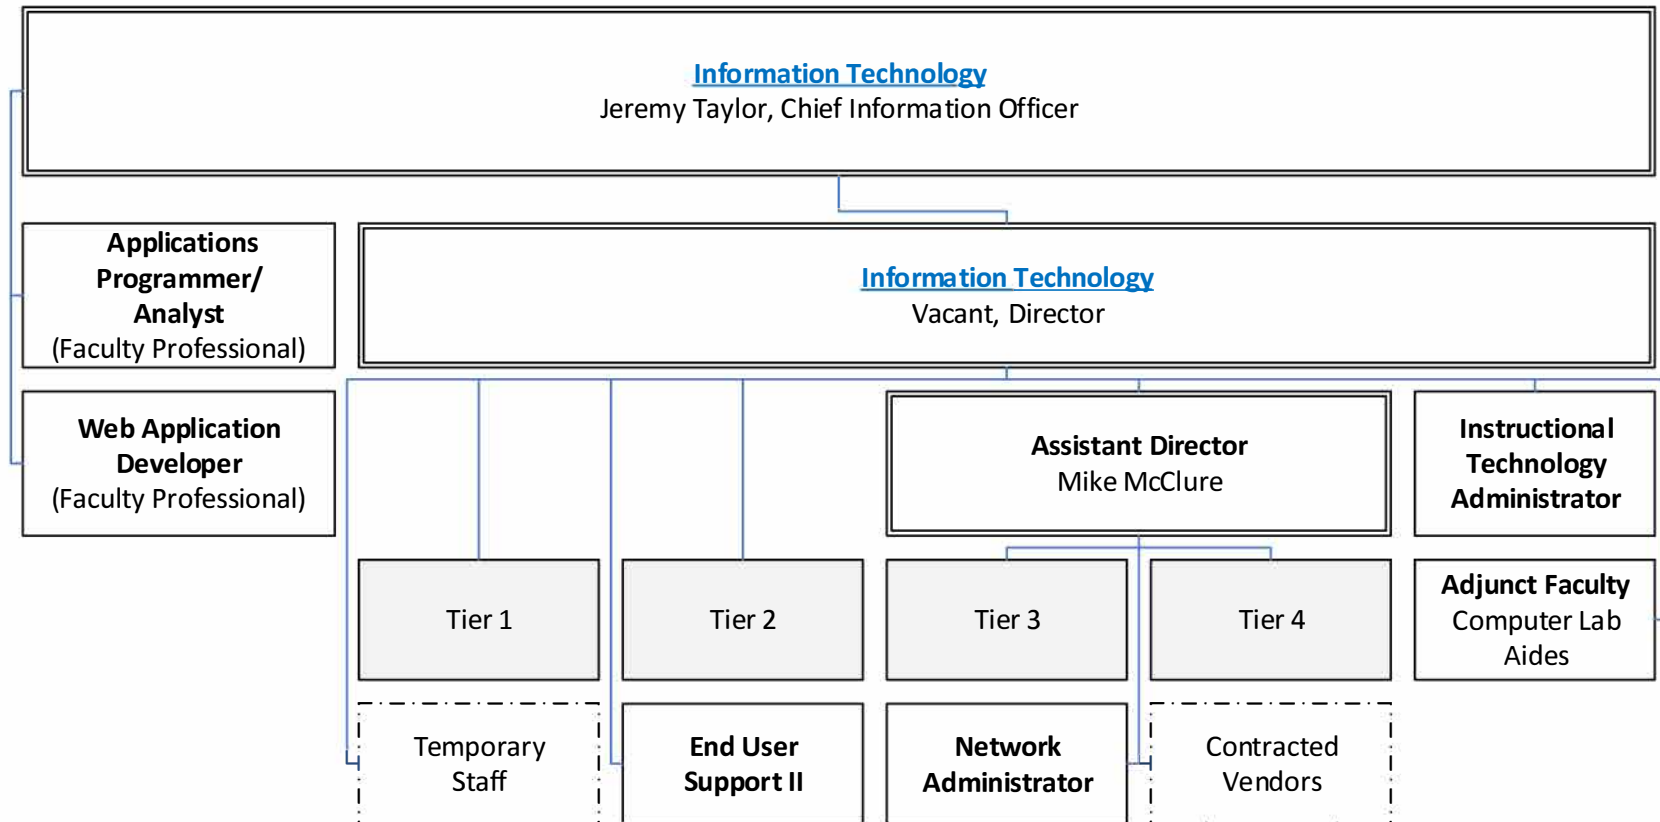 Information Technology
Jeremy Taylor, Chief Information Officer
Applications
Programmer/
Analyst
(Faculty Professional)
Information Technology
Vacant, Director
Web Application
Developer
(Faculty Professional)
Assistant Director
Mike McClure
Instructional
Technology
Administrator
Tier 1
Tier 2
Tier 3
Tier 4
Adjunct Faculty
Computer Lab
Aides
Temporary
Staff
End User
Support II
Network
Administrator
Contracted
Vendors